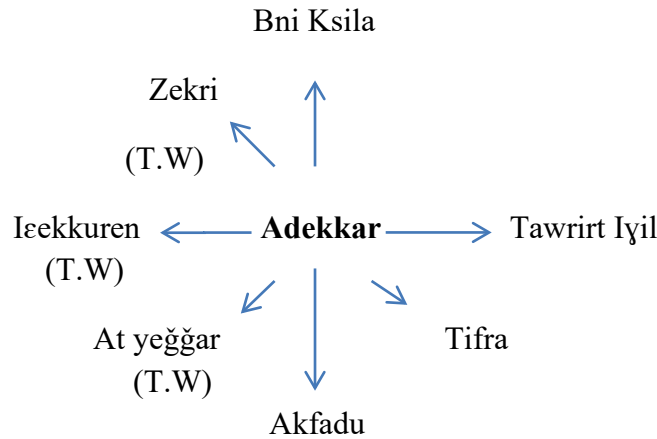 Bni Ksila
Zekri
(T.W)
Iɛekkuren
(T.W)
Adekkar
Tawrirt Iɣil
At yeǧǧar
(T.W)
Tifra
Akfadu